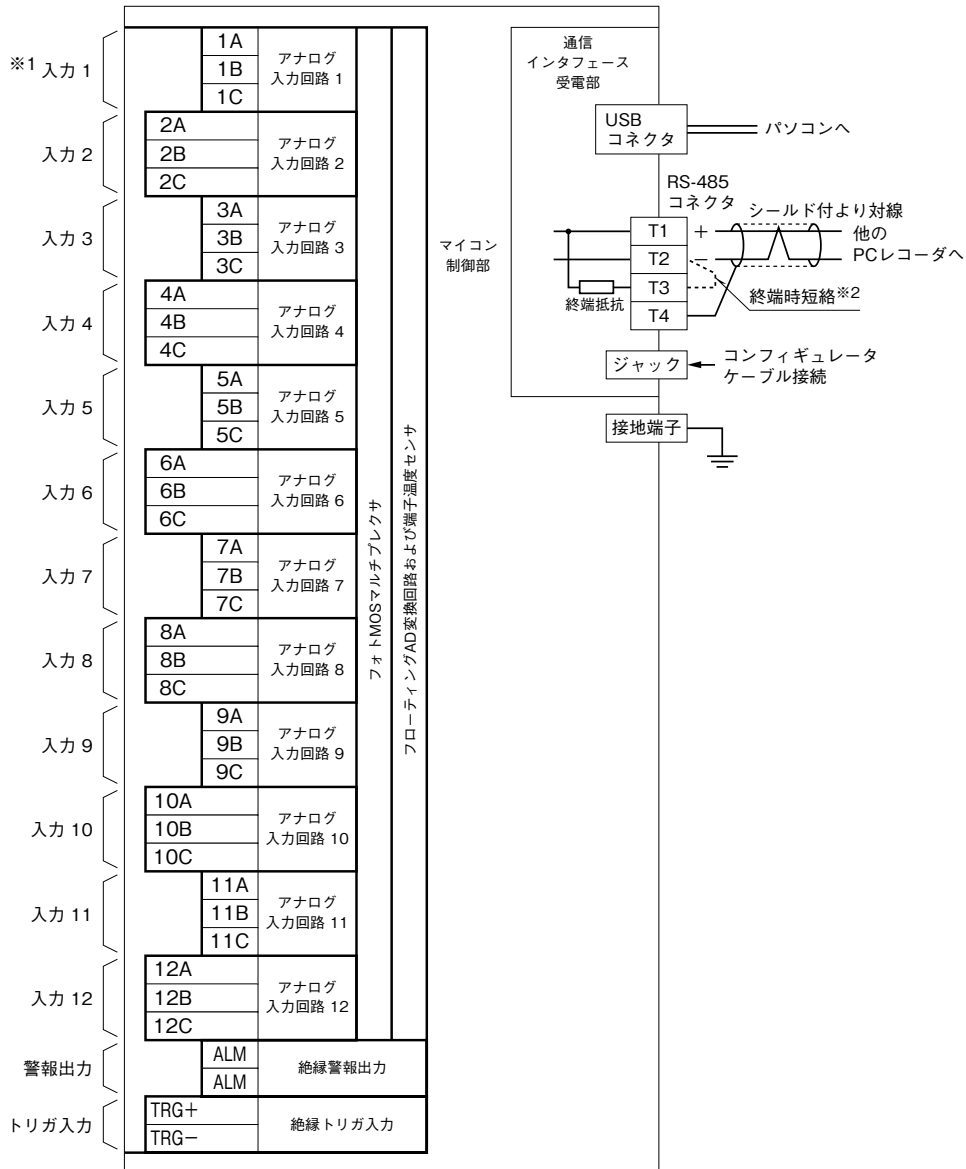 ※1 入力 1
1A
1B
1C
アナログ
入力回路 1
入力 2
2A
2B
2C
アナログ
入力回路 2
入力 3
3A
3B
3C
アナログ
入力回路 3
入力 4
4A
4B
4C
アナログ
入力回路 4
入力 5
5A
5B
5C
アナログ
入力回路 5
入力 6
6A
6B
6C
アナログ
入力回路 6
入力 7
7A
7B
7C
アナログ
入力回路 7
入力 8
8A
8B
8C
アナログ
入力回路 8
入力 9
9A
9B
9C
アナログ
入力回路 9
入力 10
10A
10B
10C
アナログ
入力回路 10
入力 11
11A
11B
11C
アナログ
入力回路 11
入力 12
12A
12B
12C
アナログ
入力回路 12
警報出力
ALM
ALM
絶縁警報出力
トリガ入力
TRG+
TRG−
絶縁トリガ入力
フォトMOSマルチプレクサ
フローティングAD変換回路および端子温度センサ
マイコン
制御部
通信
インタフェース
受電部
USB
コネクタ
パソコンへ
RS-485
コネクタ
シールド付より対線
T1
+
他の
PCレコーダへ
T2
−
T3
終端抵抗
終端時短絡※2
T4
ジャック
コンフィギュレータ
ケーブル接続
接地端子